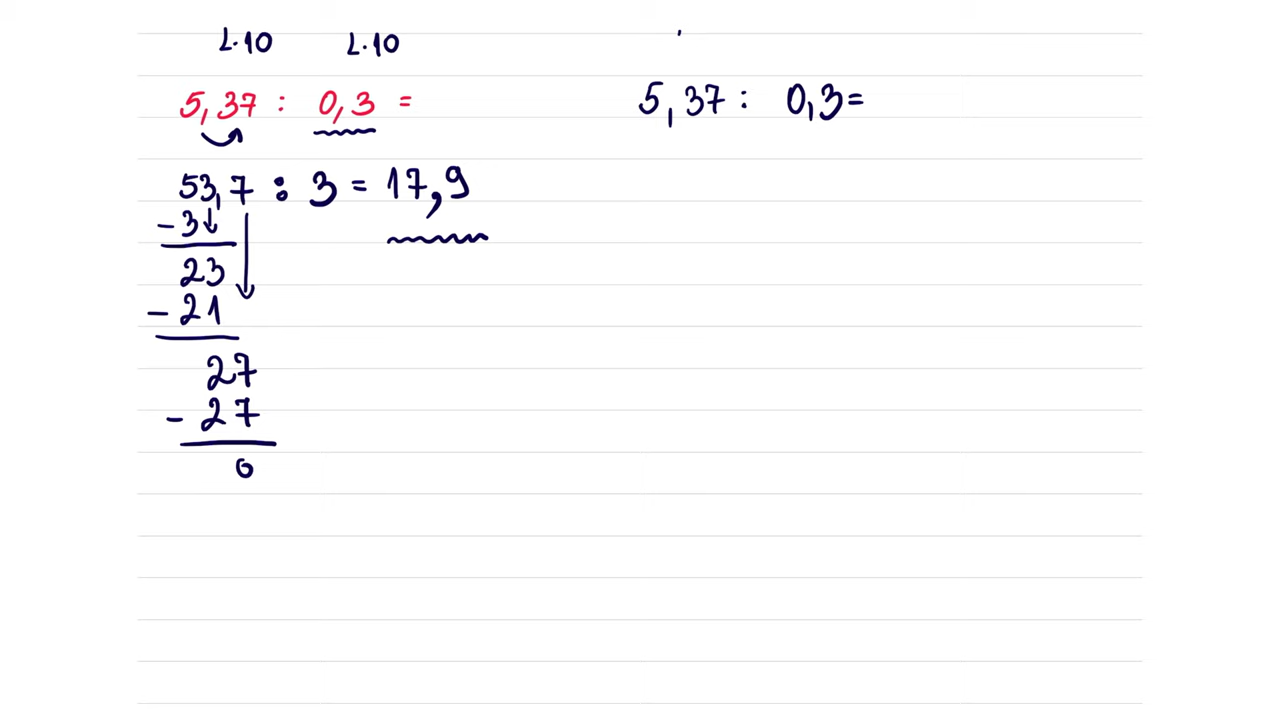 L·10 L·10
5,37 : 0,3 =
53,7 : 3 = 17,9
-3
23
-21
27
-27
0
5,37 : 0,3=